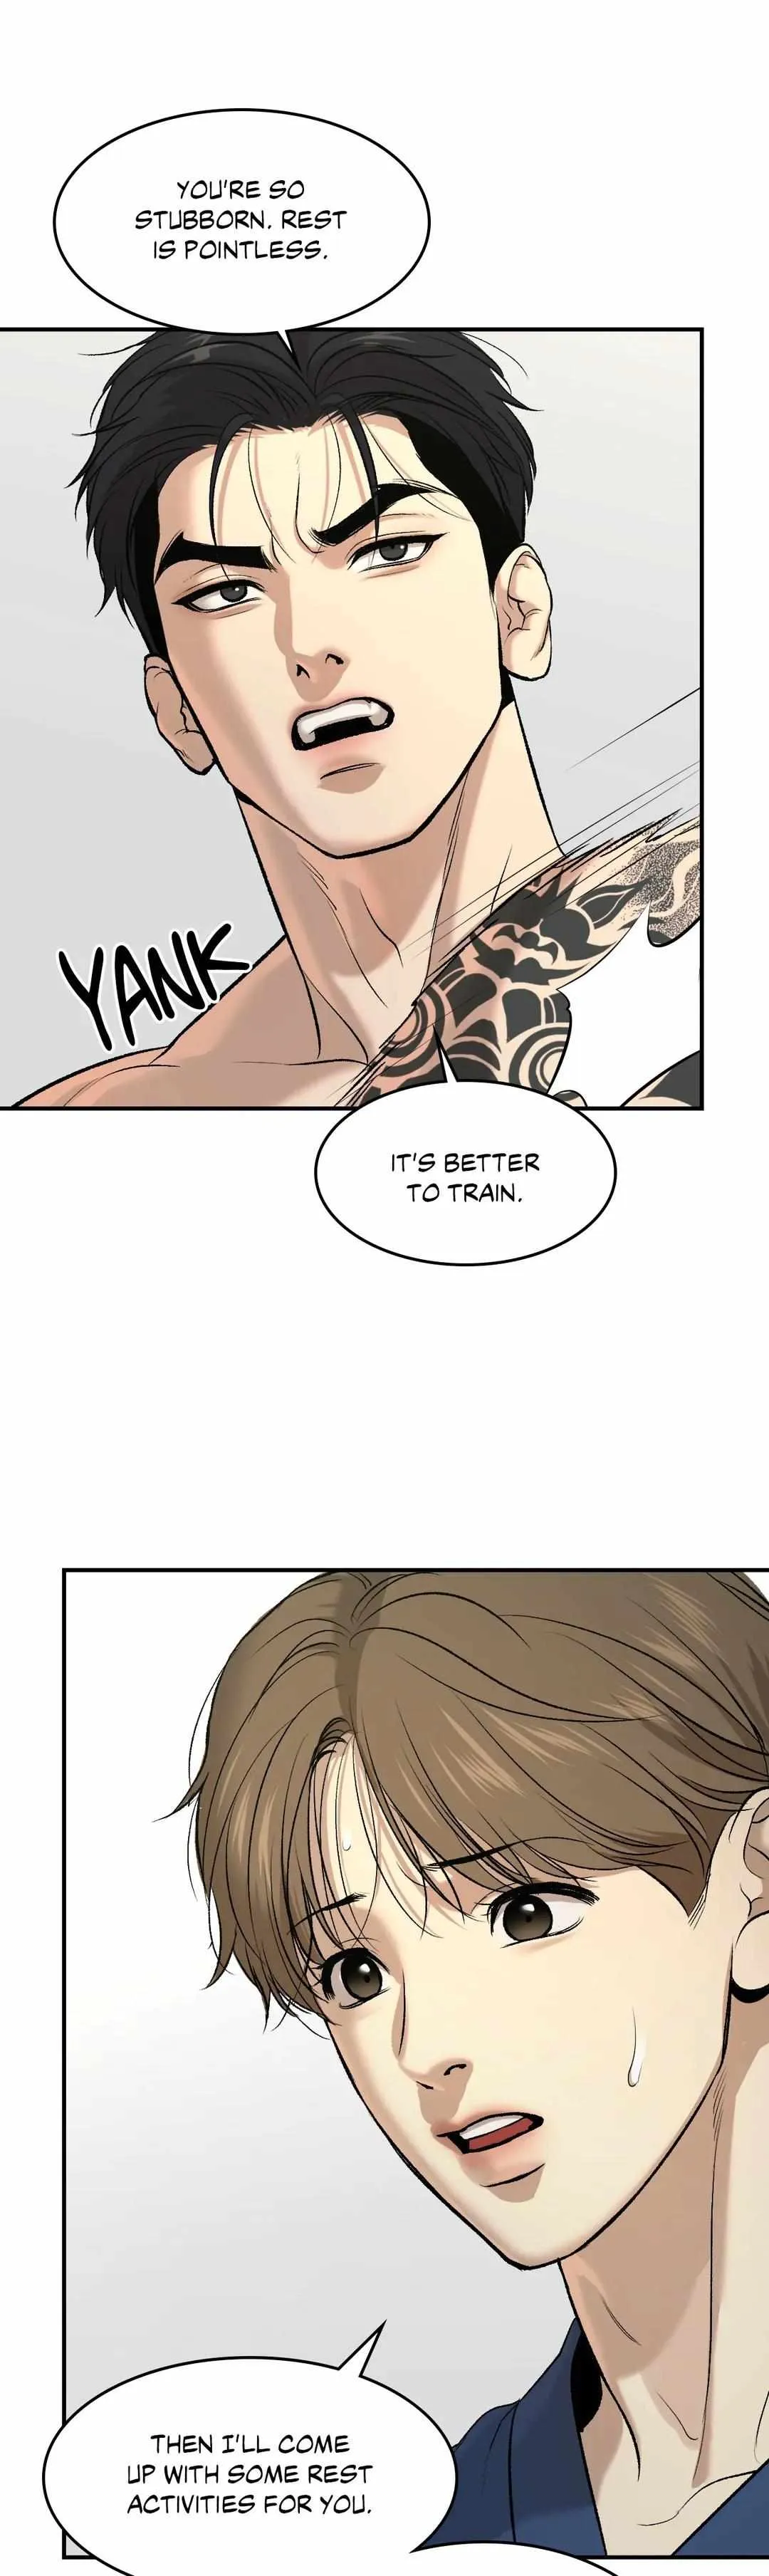 YOU'RE SO
STUBBORN. REST
IS POINTLESS.
YANK
IT'S BETTER
TO TRAIN.
THEN I'LL COME
UP WITH SOME REST
ACTIVITIES FOR YOU.